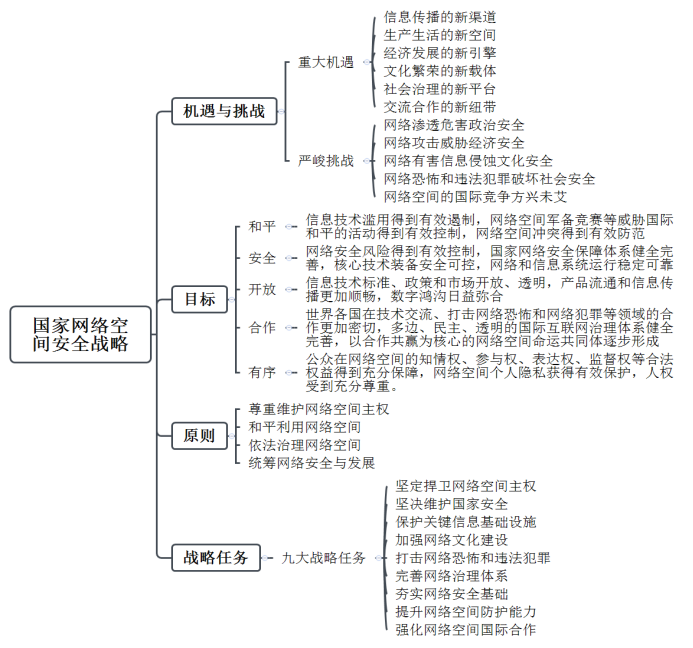 国家网络空
间安全战略
机遇与挑战
重大机遇
信息传播的新渠道
生产生活的新空间
经济发展的新引擎
文化繁荣的新载体
社会治理的新平台
交流合作的新纽带
严峻挑战
网络渗透危害政治安全
网络攻击威胁经济安全
网络有害信息侵蚀文化安全
网络恐怖和违法犯罪破坏社会安全
网络空间的国际竞争方兴未艾
目标
和平
信息技术滥用得到有效遏制，网络空间军备竞赛等威胁国际
和平的活动得到有效控制，网络空间冲突得到有效防范
安全
网络安全风险得到有效控制，国家网络安全保障体系健全完
善，核心技术装备安全可控，网络和信息系统运行稳定可靠
开放
信息技术标准、政策和市场开放、透明，产品流通和信息传
播更加顺畅，数字鸿沟日益弥合
合作
世界各国在技术交流、打击网络恐怖和网络犯罪等领域的合
作更加密切，多边、民主、透明的国际互联网治理体系健全
完善，以合作共赢为核心的网络空间命运共同体逐步形成
有序
公众在网络空间的知情权、参与权、表达权、监督权等合法
权益得到充分保障，网络空间个人隐私获得有效保护，人权
受到充分尊重。
原则
尊重维护网络空间主权
和平利用网络空间
依法治理网络空间
统筹网络安全与发展
战略任务
九大战略任务
坚定捍卫网络空间主权
坚决维护国家安全
保护关键信息基础设施
加强网络文化建设
打击网络恐怖和违法犯罪
完善网络治理体系
夯实网络安全基础
提升网络空间防护能力
强化网络空间国际合作